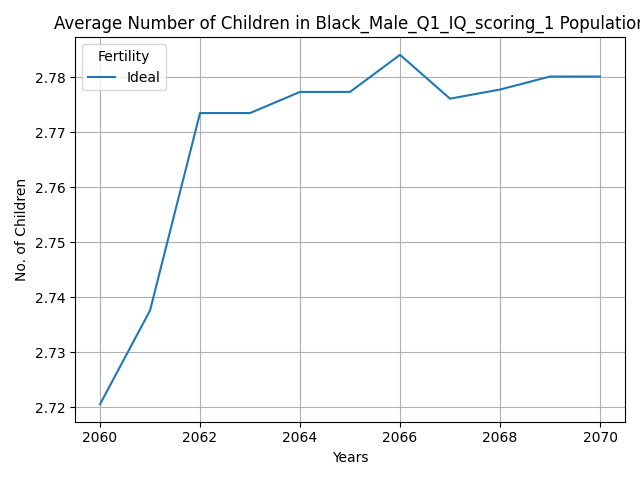 Average Number of Children in Black_Male_Q1_IQ_scoring_1 Population
Fertility
Ideal
2.78
2.77
2.76
2.75
2.74
2.73
2.72
No. of Children
2060 2062 2064 2066 2068 2070
Years